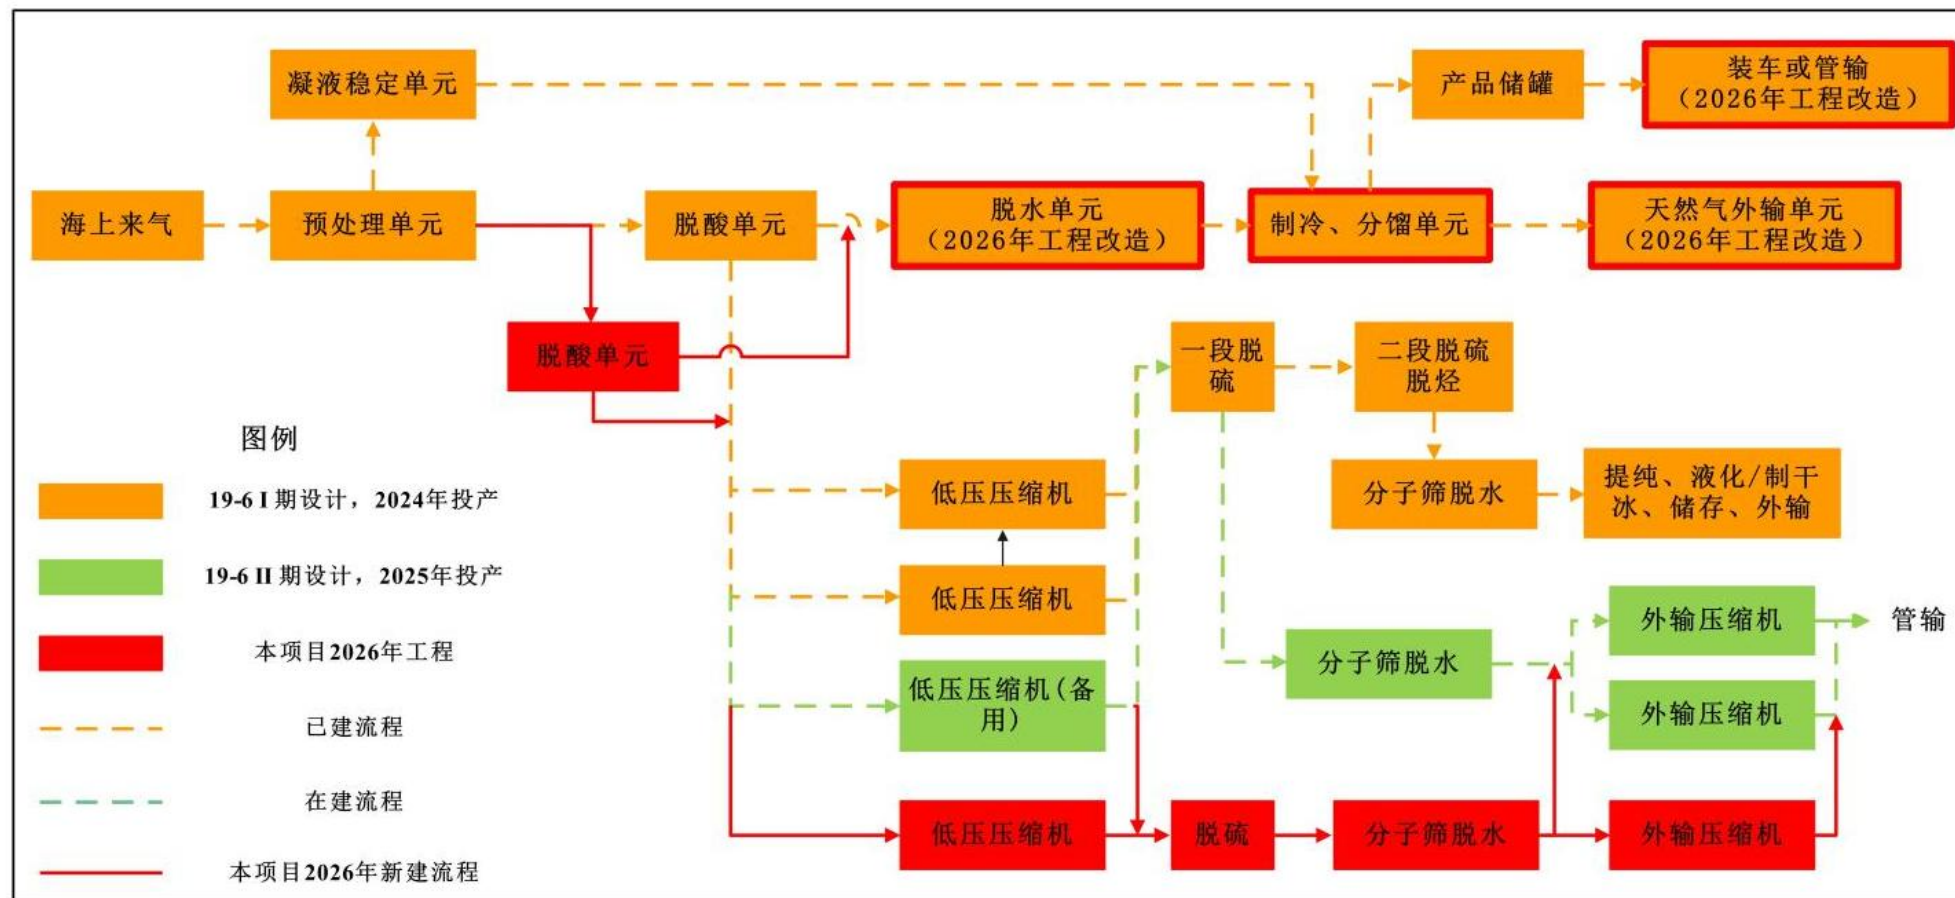 凝液稳定单元
产品储罐
装车或管输
（2026年工程改造）
海上来气
预处理单元
脱酸单元
脱水单元
（2026年工程改造）
制冷、分馏单元
天然气外输单元
（2026年工程改造）
脱酸单元
一段脱
硫
二段脱硫
脱烃
图例
19-6 I 期设计，2024年投产
低压压缩机
分子筛脱水
提纯、液化/制干
冰、储存、外输
19-6 II 期设计，2025年投产
低压压缩机
外输压缩机
管输
本项目2026年工程
分子筛脱水
低压压缩机(备
用)
外输压缩机
已建流程
在建流程
低压压缩机
脱硫
分子筛脱水
外输压缩机
本项目2026年新建流程